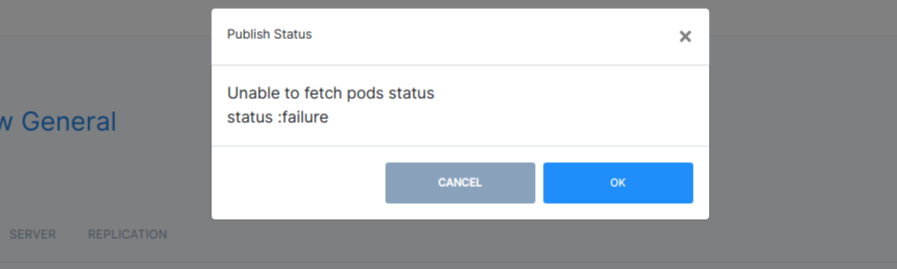 Publish Status
×
Unable to fetch pods status
status :failure
w General
CANCEL
OK
SERVER
REPLICATION